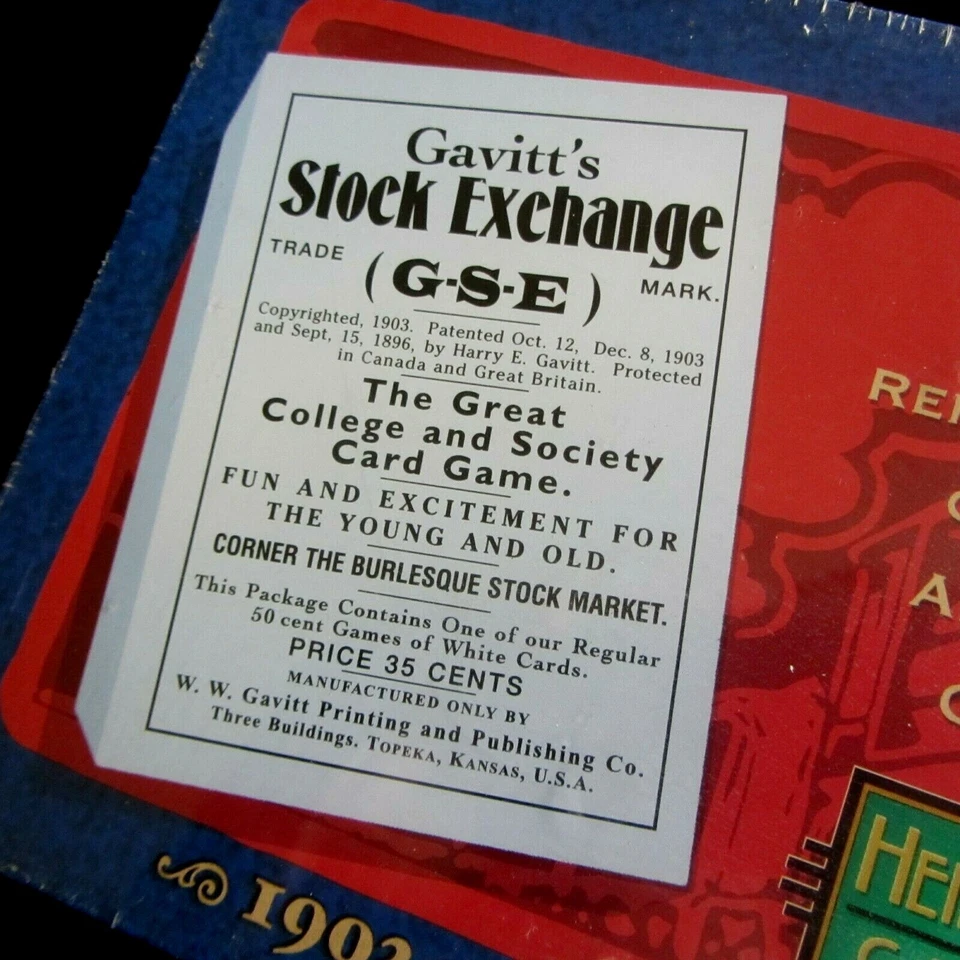 Gavitt's
Stock Exchange
TRADE (G-S-E) MARK.
Copyrighted, 1903. Patented Oct. 12, Dec. 8, 1903
and Sept, 15, 1896, by Harry E. Gavitt. Protected
in Canada and Great Britain.
The Great
College and Society
Card Game.
FUN AND EXCITEMENT FOR
THE YOUNG AND OLD.
CORNER THE BURLESQUE STOCK MARKET.
This Package Contains One of our Regular
50 cent Games of White Cards.
PRICE 35 CENTS
MANUFACTURED ONLY BY
W. W. Gavitt Printing and Publishing Co.
Three Buildings. TOPEKA, KANSAS, U.S.A.
1903